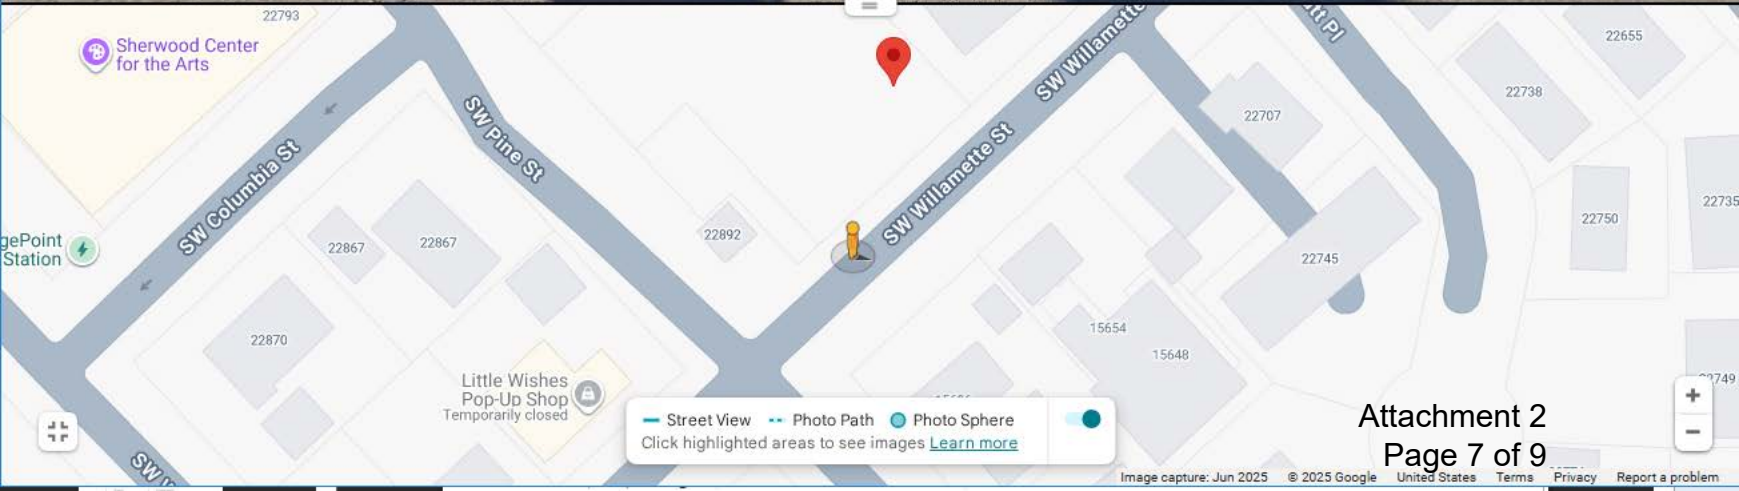 22793
Sherwood Center
for the Arts
SW Columbia St
SW Pine St
SW Willamette St
SW Willamette
tt Pl
22655
22738
22707
22750
22735
22745
22892
22867
22867
gePoint
Station
22870
15654
15648
Little Wishes
Pop-Up Shop
Temporarily closed
SW
Street View
Photo Path
Photo Sphere
Click highlighted areas to see images Learn more
+
−
Attachment 2
Page 7 of 9
Image capture: Jun 2025 © 2025 Google United States Terms Privacy Report a problem